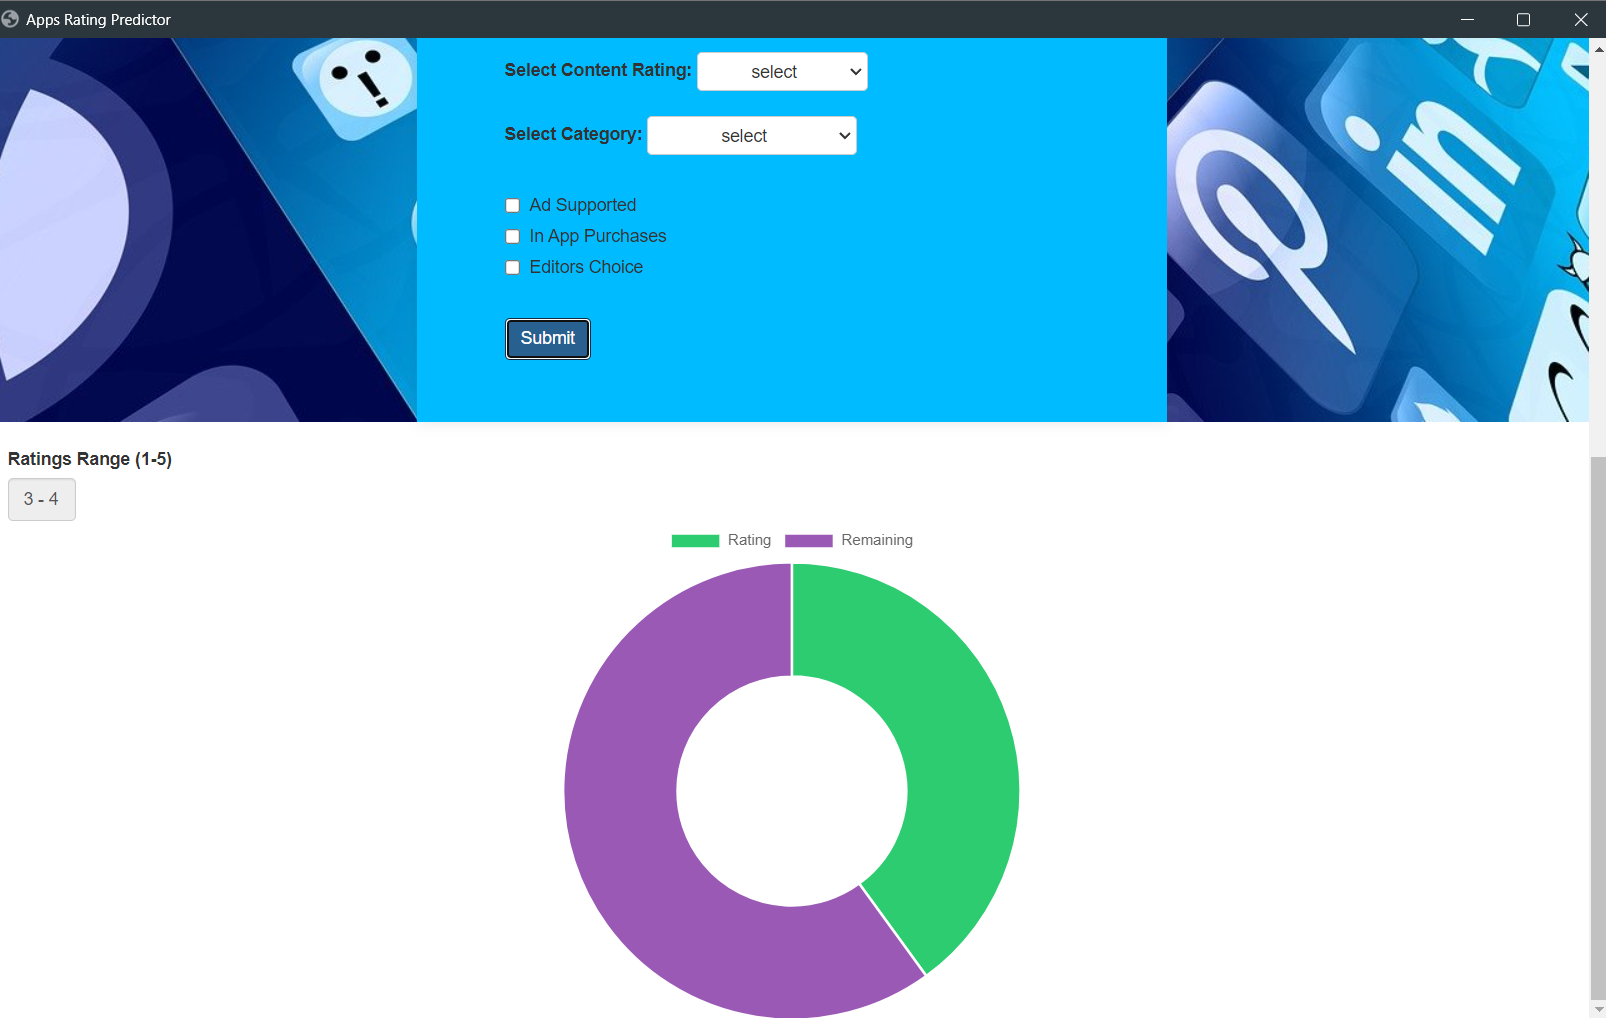 Apps Rating Predictor
Select Content Rating: select
Select Category: select
Ad Supported
In App Purchases
Editors Choice
Submit
in
Ratings Range (1-5)
3 - 4
Rating Remaining